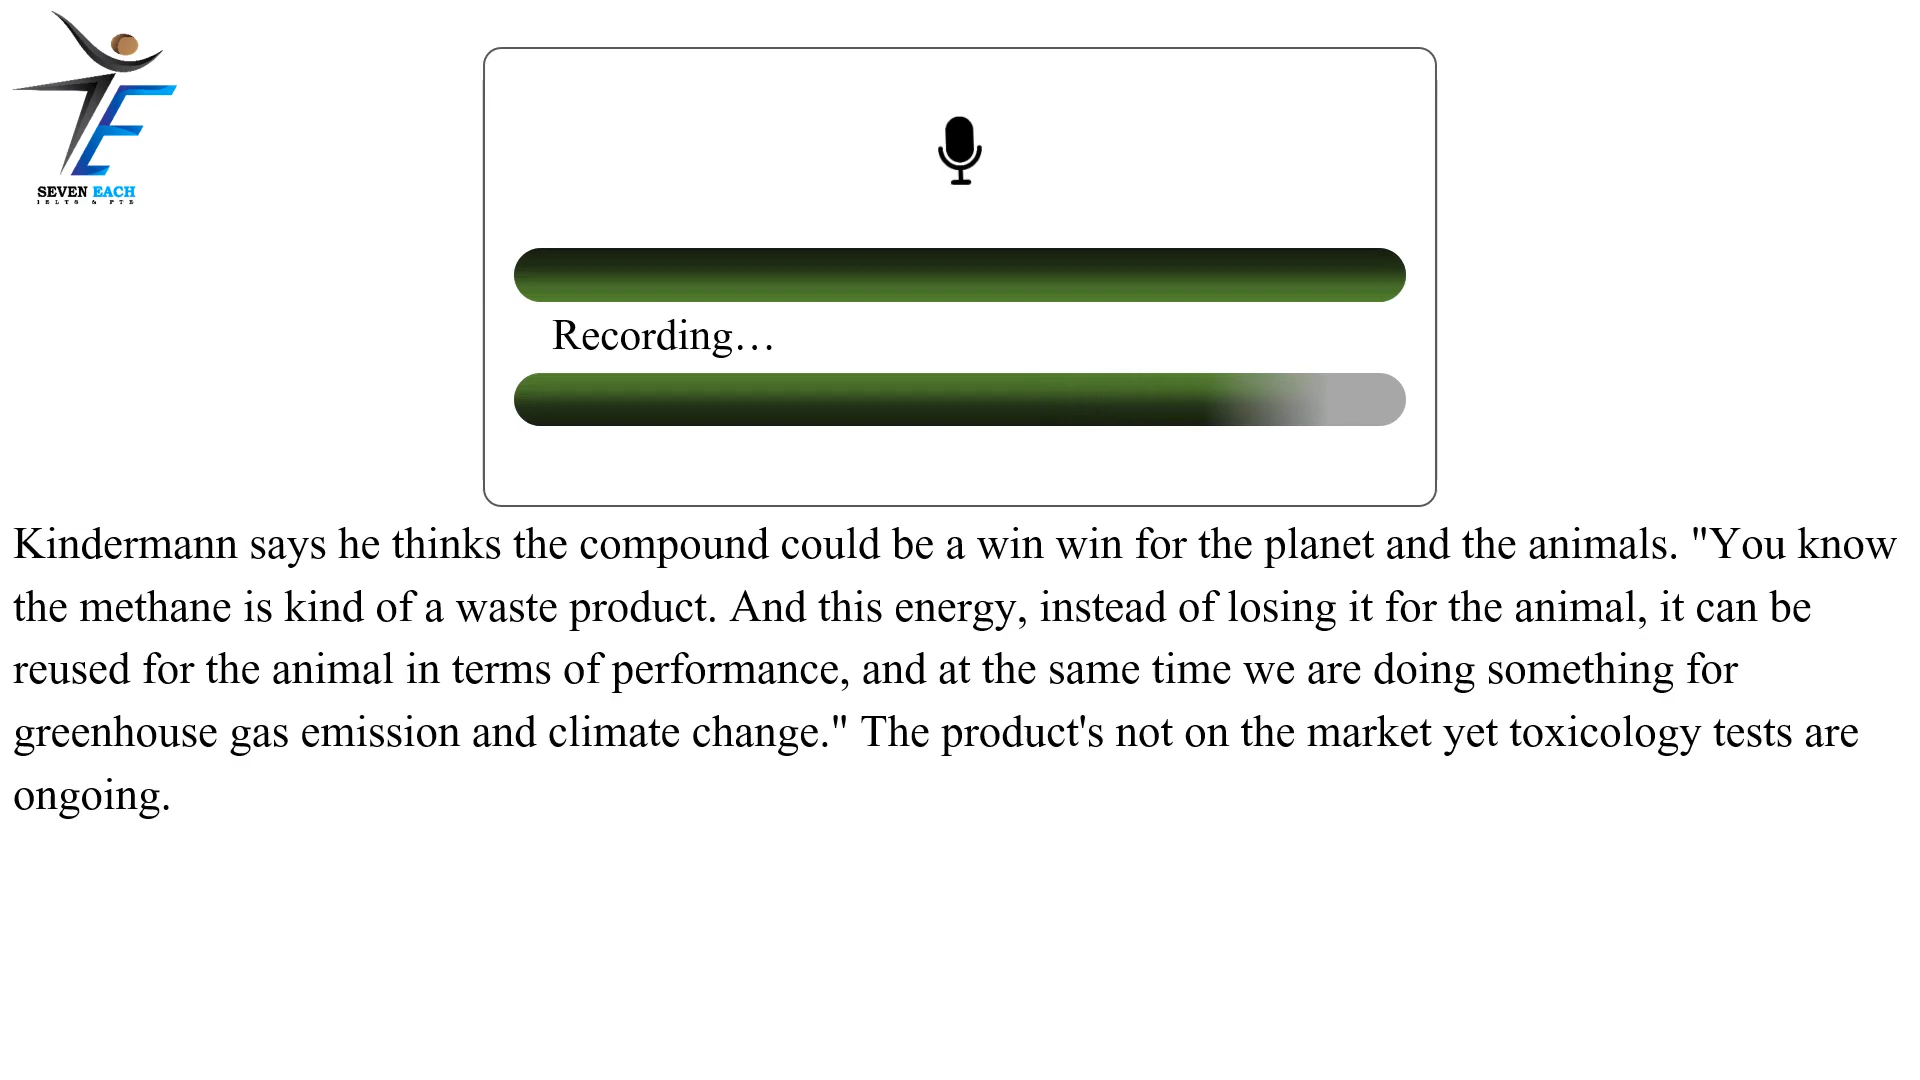 SEVEN EACH
IELTS & PTE
Recording…
Kindermann says he thinks the compound could be a win win for the planet and the animals. "You know
the methane is kind of a waste product. And this energy, instead of losing it for the animal, it can be
reused for the animal in terms of performance, and at the same time we are doing something for
greenhouse gas emission and climate change." The product's not on the market yet toxicology tests are
ongoing.